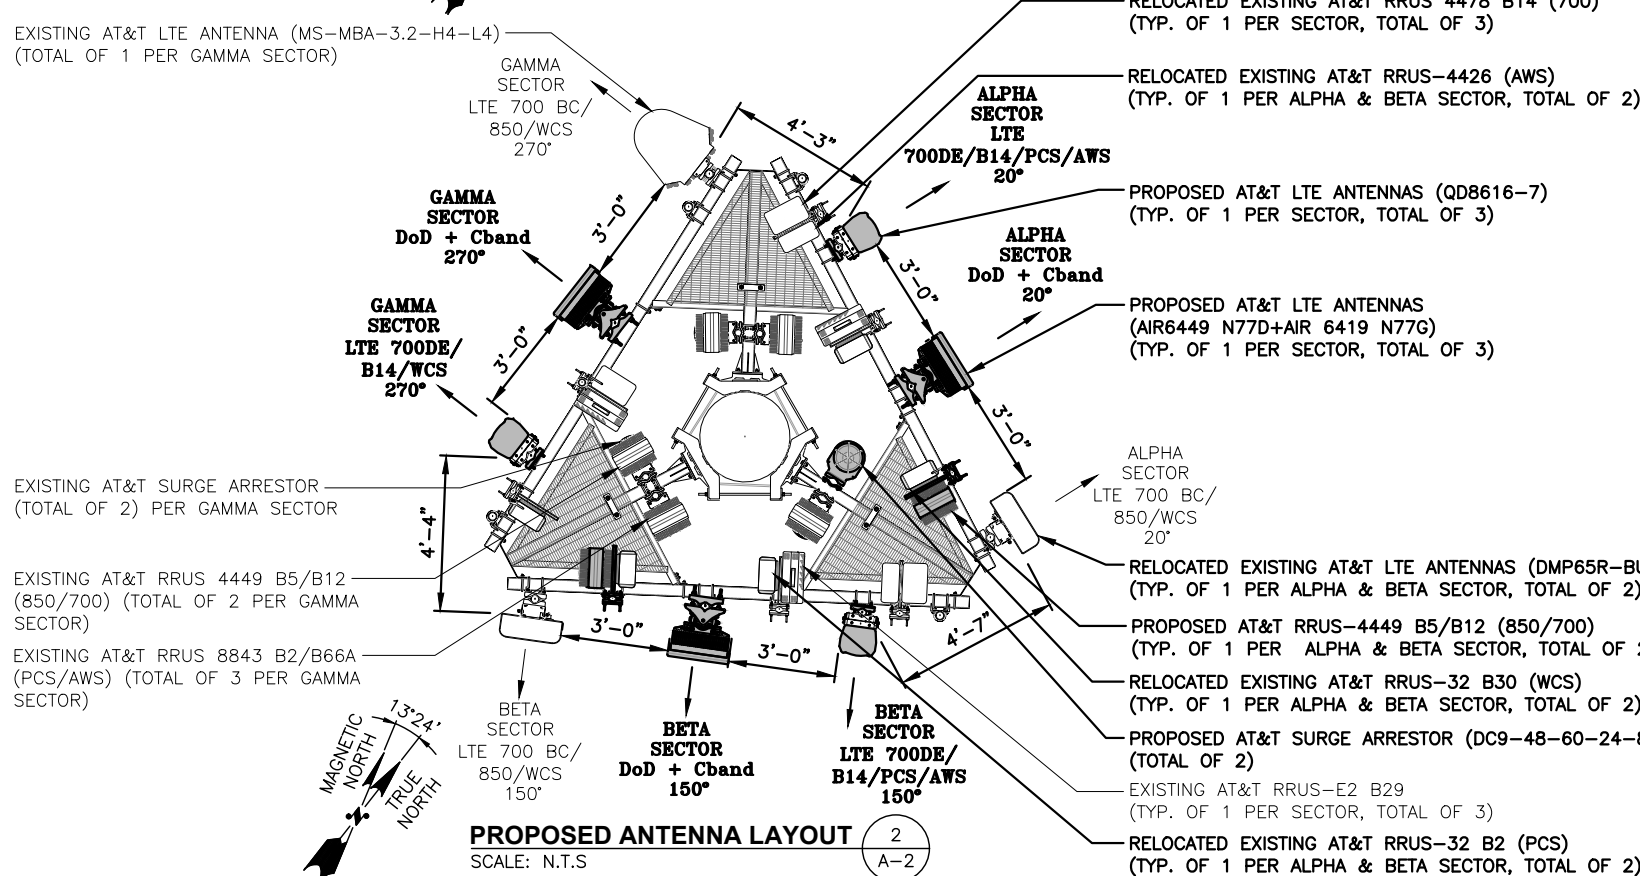 EXISTING AT&T LTE ANTENNA (MS-MBA-3.2-H4-L4)
(TOTAL OF 1 PER GAMMA SECTOR)
GAMMA
SECTOR
LTE 700 BC/
850/WCS
270°
GAMMA
SECTOR
DoD + Cband
270°
GAMMA
SECTOR
LTE 700DE/
B14/WCS
270°
EXISTING AT&T SURGE ARRESTOR
(TOTAL OF 2) PER GAMMA SECTOR
EXISTING AT&T RRUS 4449 B5/B12
(850/700) (TOTAL OF 2 PER GAMMA
SECTOR)
EXISTING AT&T RRUS 8843 B2/B66A
(PCS/AWS) (TOTAL OF 3 PER GAMMA
SECTOR)
4'-3"
3'-0"
3'-0"
3'-0"
3'-0"
4'-4"
3'-0"
3'-0"
4'-7"
ALPHA
SECTOR
LTE
700DE/B14/PCS/AWS
20°
ALPHA
SECTOR
DoD + Cband
20°
ALPHA
SECTOR
LTE 700 BC/
850/WCS
20°
BETA
SECTOR
LTE 700 BC/
850/WCS
150°
BETA
SECTOR
DoD + Cband
150°
BETA
SECTOR
LTE 700DE/
B14/PCS/AWS
150°
RELOCATED EXISTING AT&T RRUS 4478 B14 (700)
(TYP. OF 1 PER SECTOR, TOTAL OF 3)
RELOCATED EXISTING AT&T RRUS-4426 (AWS)
(TYP. OF 1 PER ALPHA & BETA SECTOR, TOTAL OF 2)
PROPOSED AT&T LTE ANTENNAS (QD8616-7)
(TYP. OF 1 PER SECTOR, TOTAL OF 3)
PROPOSED AT&T LTE ANTENNAS
(AIR6449 N77D+AIR 6419 N77G)
(TYP. OF 1 PER SECTOR, TOTAL OF 3)
RELOCATED EXISTING AT&T LTE ANTENNAS (DMP65R-BU
(TYP. OF 1 PER ALPHA & BETA SECTOR, TOTAL OF 2)
PROPOSED AT&T RRUS-4449 B5/B12 (850/700)
(TYP. OF 1 PER ALPHA & BETA SECTOR, TOTAL OF 2
RELOCATED EXISTING AT&T RRUS-32 B30 (WCS)
(TYP. OF 1 PER ALPHA & BETA SECTOR, TOTAL OF 2)
PROPOSED AT&T SURGE ARRESTOR (DC9-48-60-24-8
(TOTAL OF 2)
EXISTING AT&T RRUS-E2 B29
(TYP. OF 1 PER SECTOR, TOTAL OF 3)
RELOCATED EXISTING AT&T RRUS-32 B2 (PCS)
(TYP. OF 1 PER ALPHA & BETA SECTOR, TOTAL OF 2)
13°24'
MAGNETIC
NORTH
TRUE
NORTH
N
PROPOSED ANTENNA LAYOUT
SCALE: N.T.S
2
A-2